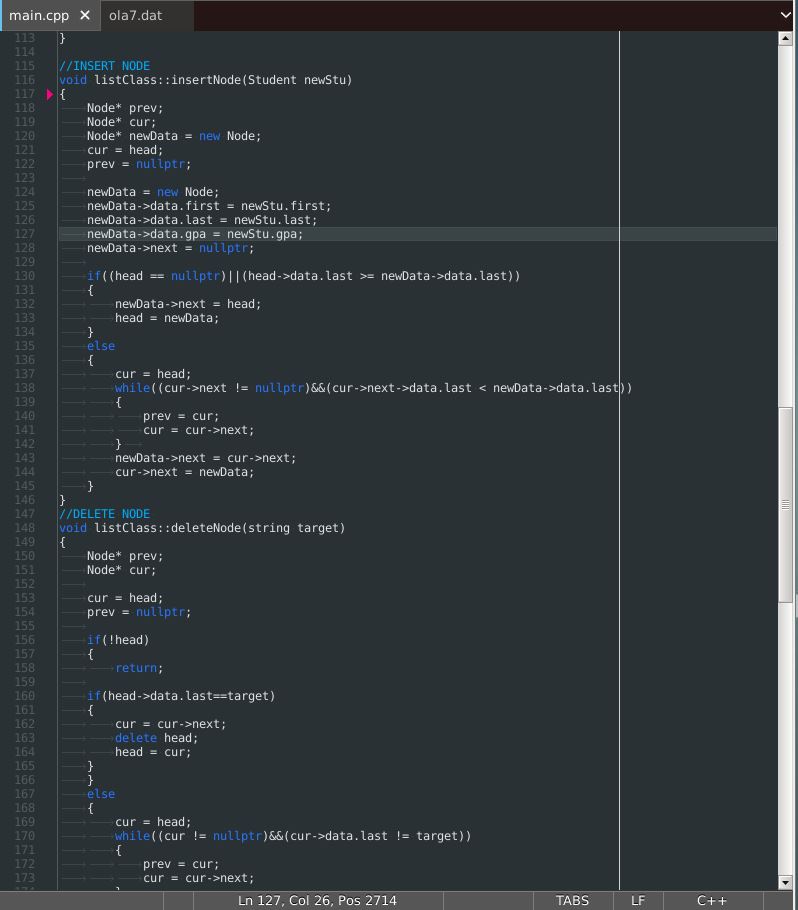 main.cpp ola7.dat
113 }
114
115 //INSERT NODE
116 void listClass::insertNode(Student newStu)
117 {
118 Node* prev;
119 Node* cur;
120 Node* newData = new Node;
121 cur = head;
122 prev = nullptr;
123
124 newData = new Node;
125 newData->data.first = newStu.first;
126 newData->data.last = newStu.last;
127 newData->data.gpa = newStu.gpa;
128 newData->next = nullptr;
129
130 if((head == nullptr)||(head->data.last >= newData->data.last))
131 {
132 newData->next = head;
133 head = newData;
134 }
135 else
136 {
137 cur = head;
138 while((cur->next != nullptr)&&(cur->next->data.last < newData->data.last))
139 {
140 prev = cur;
141 cur = cur->next;
142 }
143 newData->next = cur->next;
144 cur->next = newData;
145 }
146 }
147 //DELETE NODE
148 void listClass::deleteNode(string target)
149 {
150 Node* prev;
151 Node* cur;
152
153 cur = head;
154 prev = nullptr;
155
156 if(!head)
157 {
158 return;
159
160 if(head->data.last==target)
161 {
162 cur = cur->next;
163 delete head;
164 head = cur;
165 }
166 }
167 else
168 {
169 cur = head;
170 while((cur != nullptr)&&(cur->data.last != target))
171 {
172 prev = cur;
173 cur = cur->next;
Ln 127, Col 26, Pos 2714 TABS LF C++